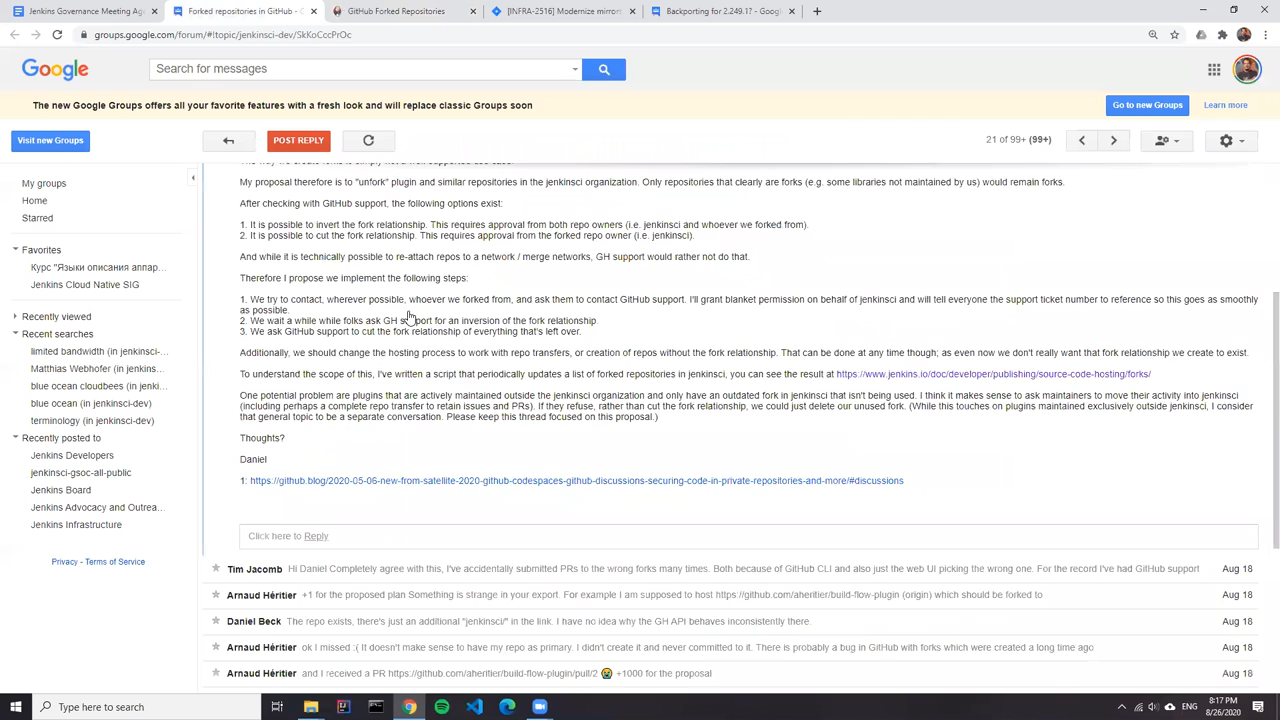 Jenkins Governance Meeting Ag
Forked repositories in GitHub - G
GitHub Forked Repositories
[INFRA-2516] Modernize mirror
Backporting for 2.249.1? - Google
groups.google.com/forum/#!topic/jenkinsci-dev/SkKoCccPrOc
Google
Search for messages
The new Google Groups offers all your favorite features with a fresh look and will replace classic Groups soon
Go to new Groups
Learn more
Visit new Groups
POST REPLY
21 of 99+ (99+)
My groups
Home
Starred
Favorites
Курс "Языки описания аппар...
Jenkins Cloud Native SIG
Recently viewed
Recent searches
limited bandwidth (in jenkinsci-...
Matthias Webhofer (in jenkins...
blue ocean cloudbees (in jenki...
blue ocean (in jenkinsci-dev)
terminology (in jenkinsci-dev)
Recently posted to
Jenkins Developers
jenkinsci-gsoc-all-public
Jenkins Board
Jenkins Advocacy and Outrea...
Jenkins Infrastructure
Privacy - Terms of Service
My proposal therefore is to "unfork" plugin and similar repositories in the jenkinsci organization. Only repositories that clearly are forks (e.g. some libraries not maintained by us) would remain forks.
After checking with GitHub support, the following options exist:
1. It is possible to invert the fork relationship. This requires approval from both repo owners (i.e. jenkinsci and whoever we forked from).
2. It is possible to cut the fork relationship. This requires approval from the forked repo owner (i.e. jenkinsci).
And while it is technically possible to re-attach repos to a network / merge networks, GH support would rather not do that.
Therefore I propose we implement the following steps:
1. We try to contact, wherever possible, whoever we forked from, and ask them to contact GitHub support. I'll grant blanket permission on behalf of jenkinsci and will tell everyone the support ticket number to reference so this goes as smoothly
as possible.
2. We wait a while while folks ask GH support for an inversion of the fork relationship.
3. We ask GitHub support to cut the fork relationship of everything that's left over.
Additionally, we should change the hosting process to work with repo transfers, or creation of repos without the fork relationship. That can be done at any time though; as even now we don't really want that fork relationship we create to exist.
To understand the scope of this, I've written a script that periodically updates a list of forked repositories in jenkinsci, you can see the result at https://www.jenkins.io/doc/developer/publishing/source-code-hosting/forks/
One potential problem are plugins that are actively maintained outside the jenkinsci organization and only have an outdated fork in jenkinsci that isn't being used. I think it makes sense to ask maintainers to move their activity into jenkinsci
(including perhaps a complete repo transfer to retain issues and PRs). If they refuse, rather than cut the fork relationship, we could just delete our unused fork. (While this touches on plugins maintained exclusively outside jenkinsci, I consider
that general topic to be a separate conversation. Please keep this thread focused on this proposal.)
Thoughts?
Daniel
1: https://github.blog/2020-05-06-new-from-satellite-2020-github-codespaces-github-discussions-securing-code-in-private-repositories-and-more/#discussions
Click here to Reply
Tim Jacomb Hi Daniel Completely agree with this, I've accidentally submitted PRs to the wrong forks many times. Both because of GitHub CLI and also just the web UI picking the wrong one. For the record I've had GitHub support Aug 18
Arnaud Héritier +1 for the proposed plan Something is strange in your export. For example I am supposed to host https://github.com/aheritier/build-flow-plugin (origin) which should be forked to Aug 18
Daniel Beck The repo exists, there's just an additional "jenkinsci/" in the link. I have no idea why the GH API behaves inconsistently there. Aug 18
Arnaud Héritier ok I missed :( It doesn't make sense to have my repo as primary. I didn't create it and never committed to it. There is probably a bug in GitHub with forks which were created a long time ago Aug 18
Arnaud Héritier and I received a PR https://github.com/aheritier/build-flow-plugin/pull/2 😭 +1000 for the proposal Aug 18
Type here to search
ENG
8:17 PM
8/26/2020